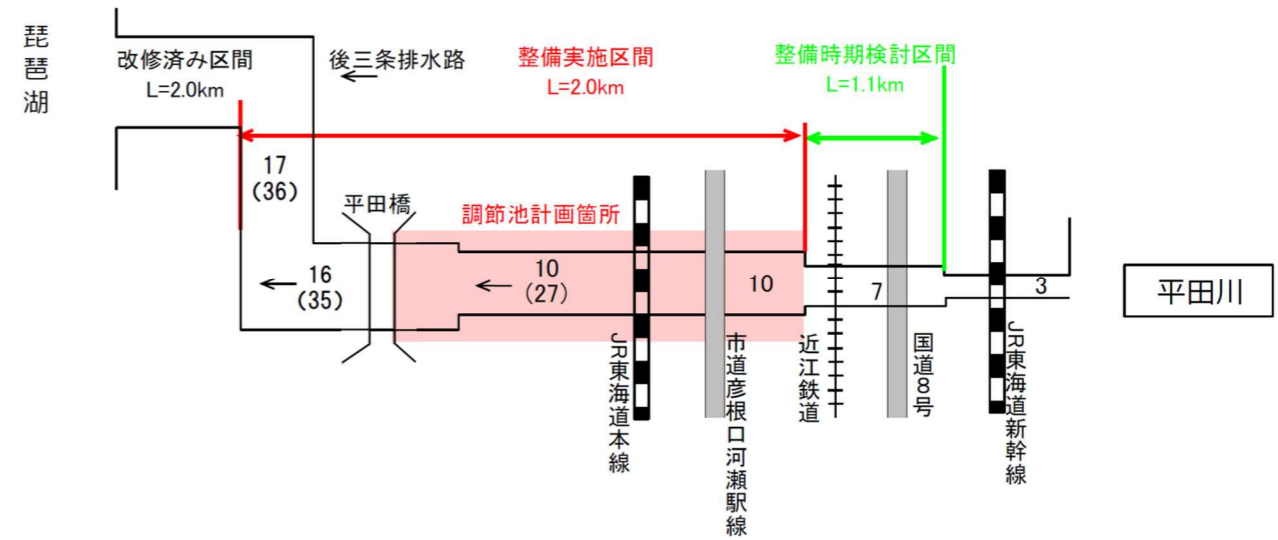 琵琶湖
改修済み区間
L=2.0km
後三条排水路
整備実施区間
L=2.0km
整備時期検討区間
L=1.1km
17
(36)
平田橋
調節池計画箇所
16
(35)
10
(27)
10
7
3
平田川
JR東海道本線
市道彦根口河瀬駅線
近江鉄道
国道8号
JR東海道新幹線